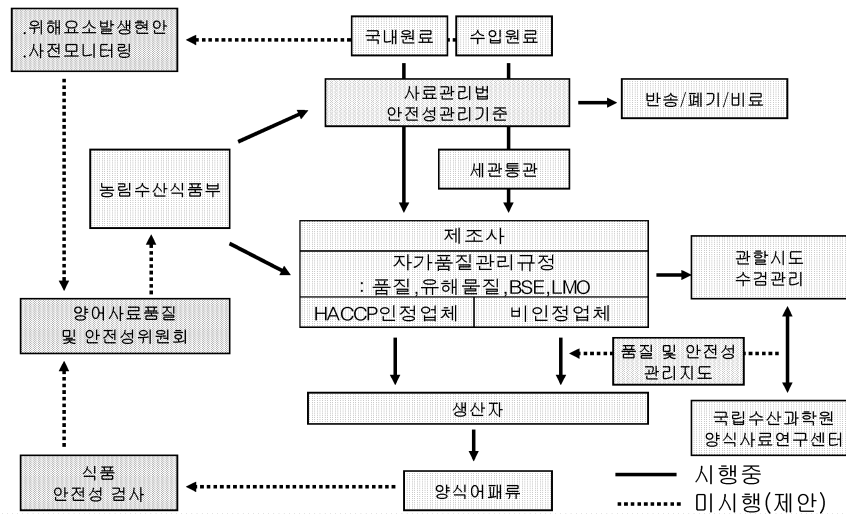 .위해요소발생현안
.사전모니터링
국내원료
수입원료
사료관리법
안전성관리기준
반송/폐기/비료
세관통관
농림수산식품부
제조사
자가품질관리규정
: 품질,유해물질,BSE,LMO
HACCP인정업체
비인정업체
관할시도
수검관리
양어사료품질
및 안전성위원회
품질 및 안전성
관리지도
생산자
국립수산과학원
양식사료연구센터
식품
안전성 검사
양식어패류
시행중
미시행(제안)